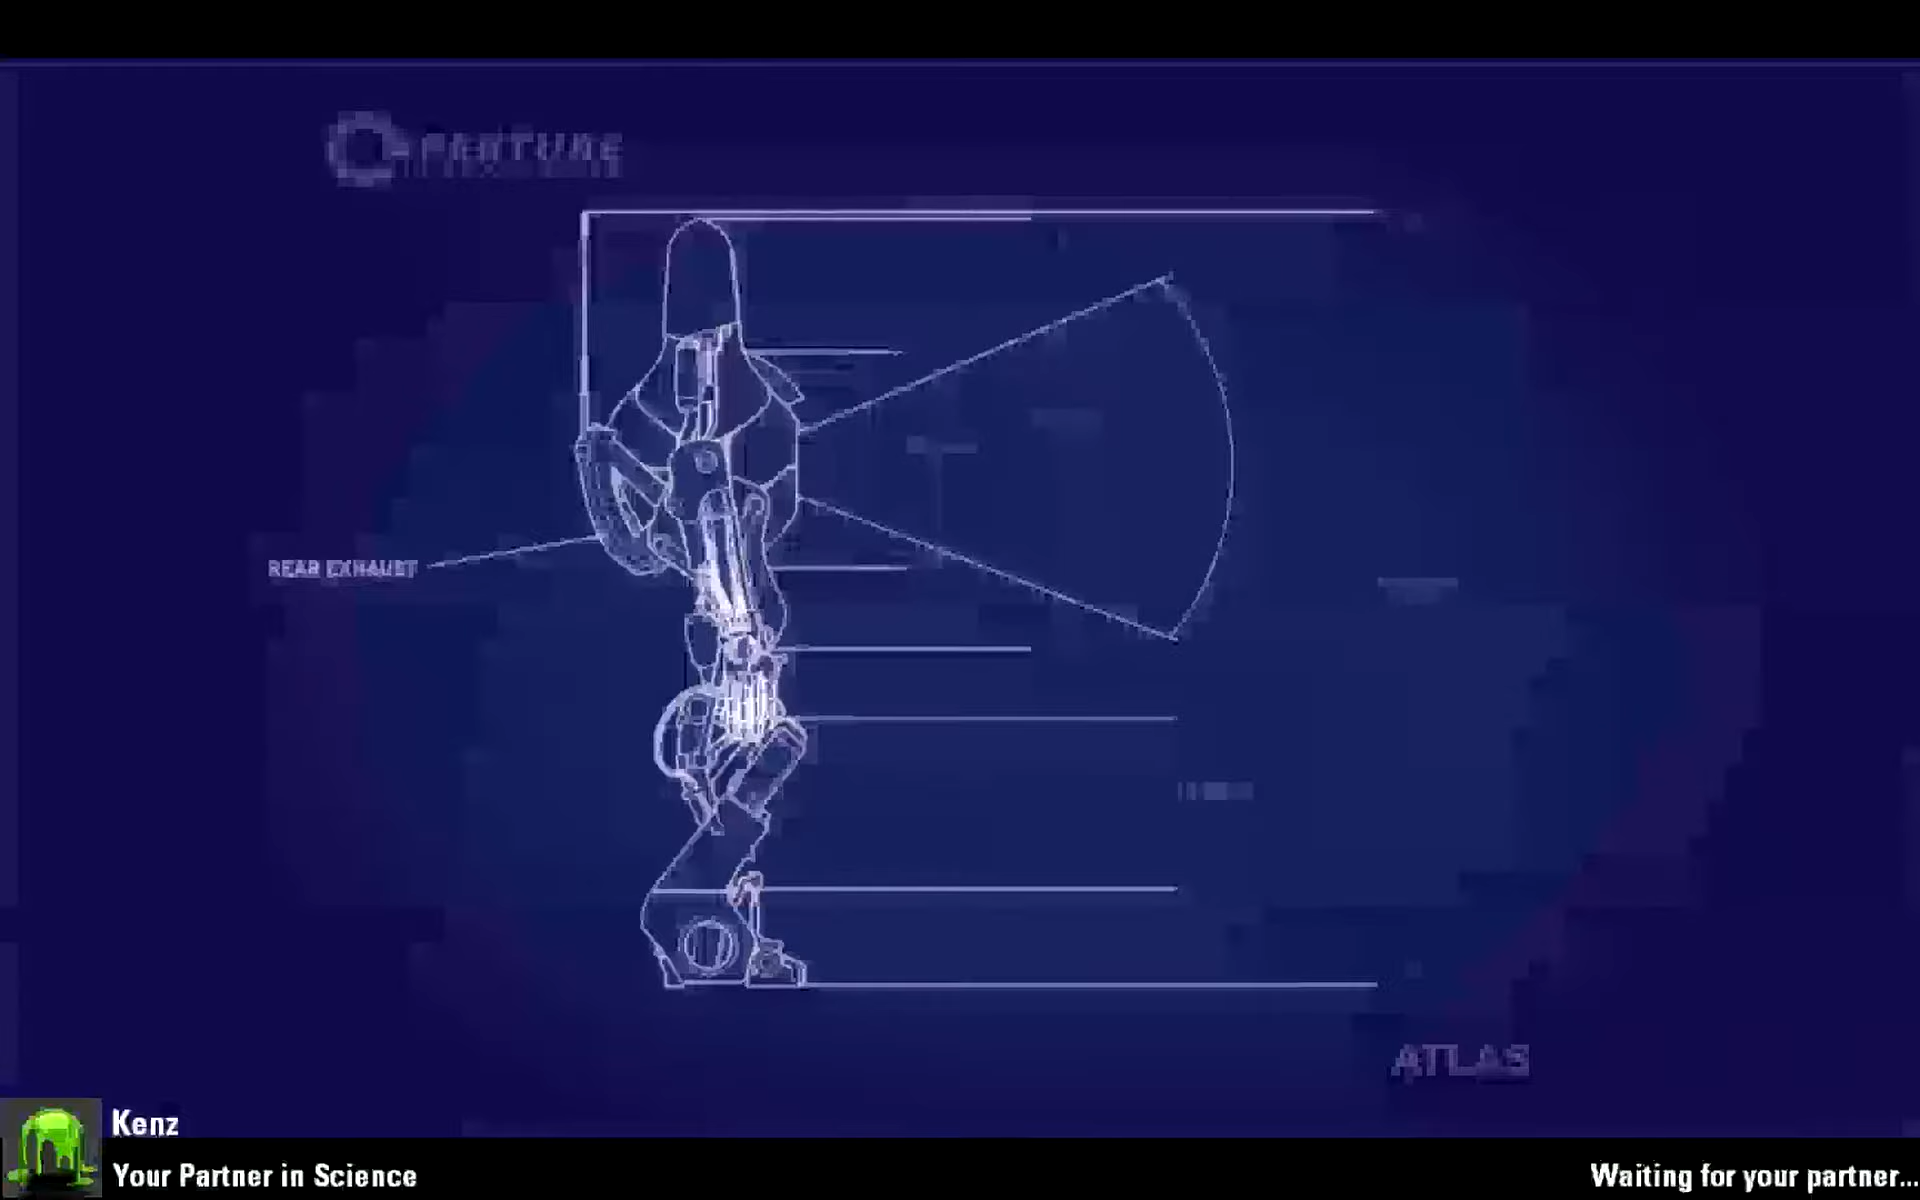 APERTURE
REAR EXHAUST
ATLAS
Kenz
Your Partner in Science
Waiting for your partner...